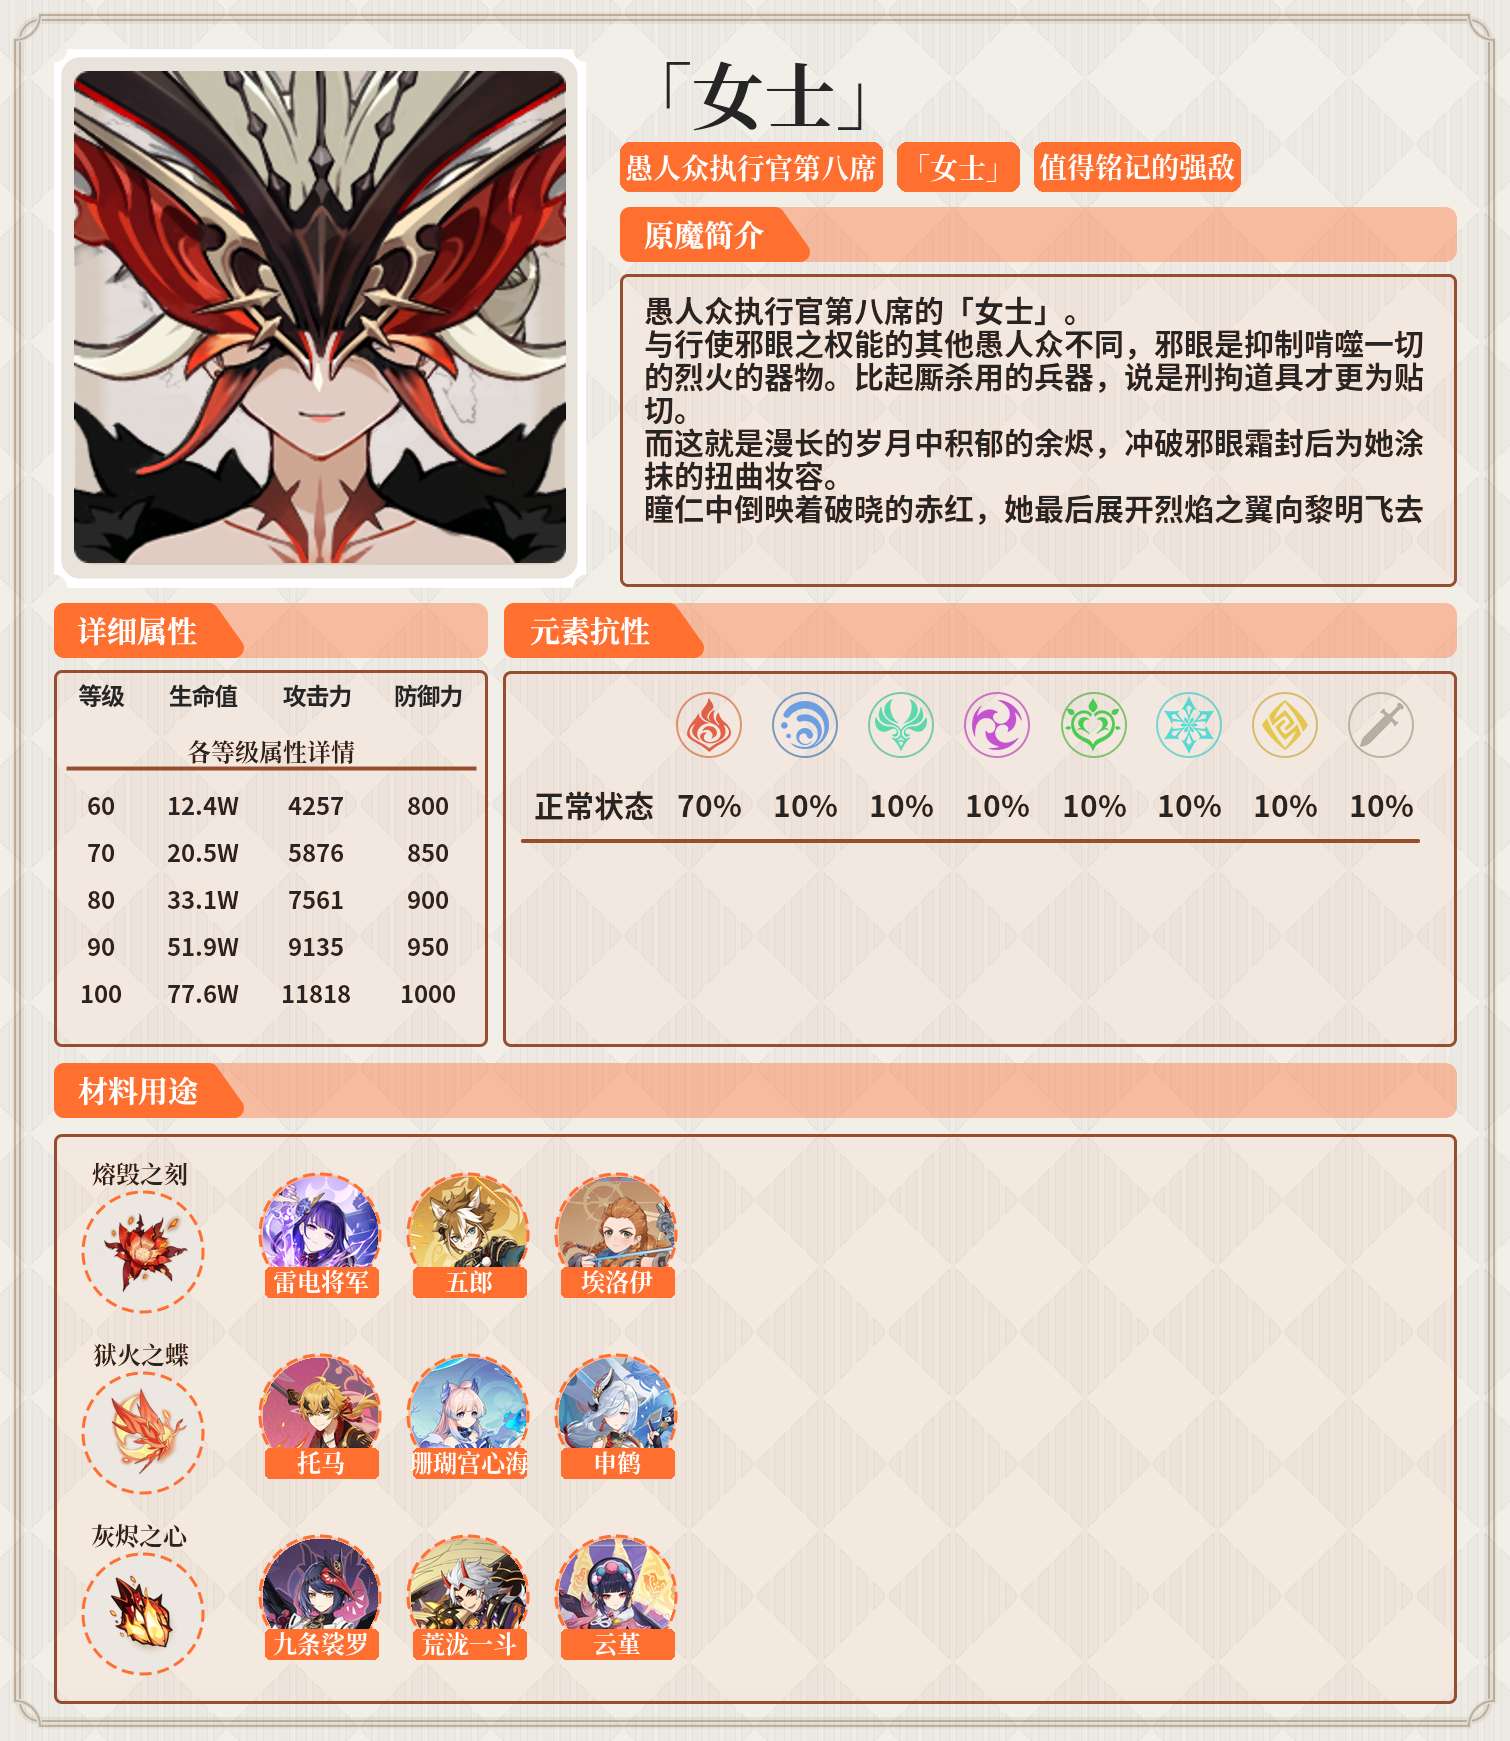 「女士」
愚人众执行官第八席 「女士」 值得铭记的强敌
原魔简介
愚人众执行官第八席的「女士」。
与行使邪眼之权能的其他愚人众不同，邪眼是抑制啃噬一切
的烈火的器物。比起厮杀用的兵器，说是刑拘道具才更为贴
切。
而这就是漫长的岁月中积郁的余烬，冲破邪眼霜封后为她涂
抹的扭曲妆容。
瞳仁中倒映着破晓的赤红，她最后展开烈焰之翼向黎明飞去
详细属性
等级 生命值 攻击力 防御力
各等级属性详情
60 12.4W 4257 800
70 20.5W 5876 850
80 33.1W 7561 900
90 51.9W 9135 950
100 77.6W 11818 1000
元素抗性
正常状态 70% 10% 10% 10% 10% 10% 10% 10%
材料用途
熔毁之刻
雷电将军 五郎 埃洛伊
狱火之蝶
托马 珊瑚宫心海 申鹤
灰烬之心
九条裟罗 荒泷一斗 云堇